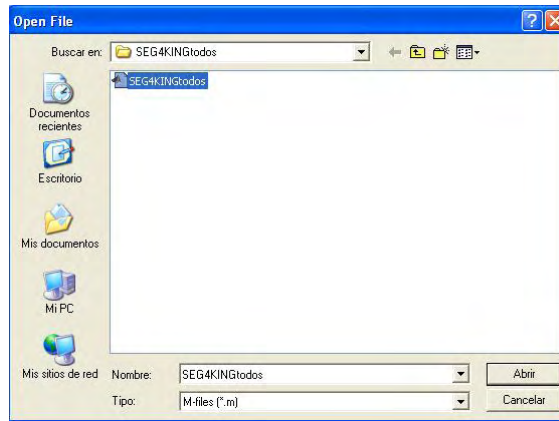 Open File
Buscar en: SEG4KINGtodos
SEG4KINGtodos
Documentos
recientes
Escritorio
Mis documentos
Mi PC
Mis sitios de red
Nombre: SEG4KINGtodos Abrir
Tipo: M-files (*.m) Cancelar